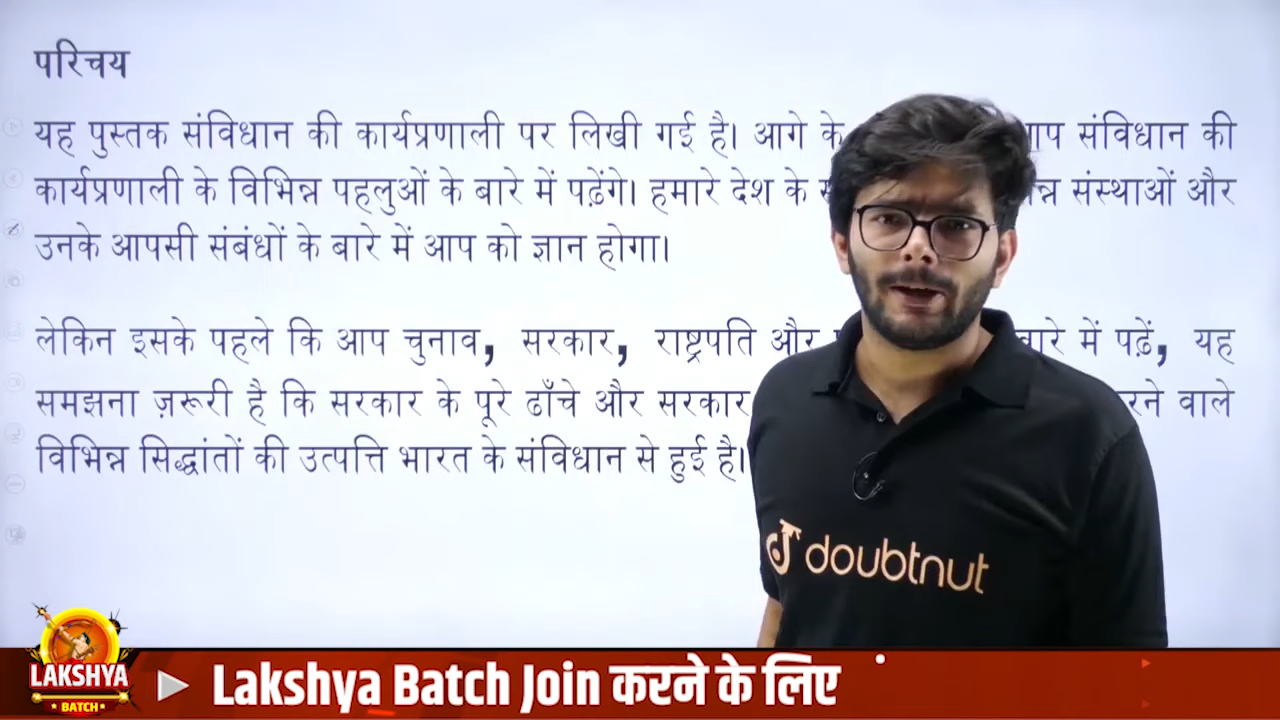 परिचय
यह पुस्तक संविधान की कार्यप्रणाली पर लिखी गई है। आगे के आप संविधान की
कार्यप्रणाली के विभिन्न पहलुओं के बारे में पढ़ेंगे। हमारे देश के संस्थाओं और
उनके आपसी संबंधों के बारे में आप को ज्ञान होगा।
लेकिन इसके पहले कि आप चुनाव, सरकार, राष्ट्रपति और बारे में पढ़ें, यह
समझना ज़रूरी है कि सरकार के पूरे ढाँचे और सरकार वाले
विभिन्न सिद्धांतों की उत्पत्ति भारत के संविधान से हुई है।
doubtnut
LAKSHYA
BATCH
Lakshya Batch Join करने के लिए